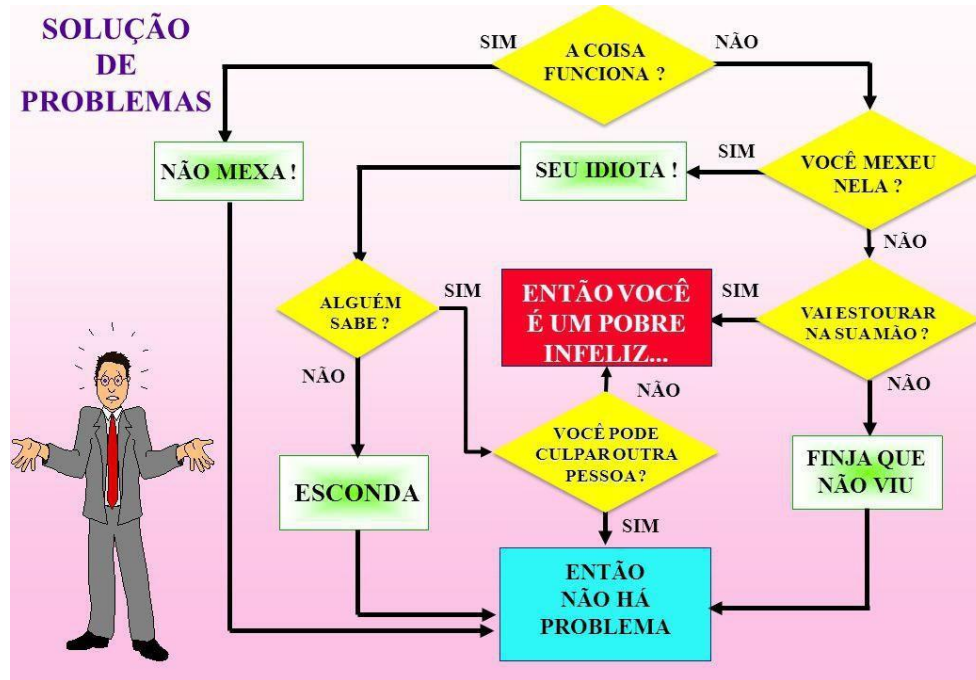 SOLUÇÃO
DE
PROBLEMAS
SIM
A COISA
FUNCIONA ?
NÃO
NÃO MEXA !
SEU IDIOTA !
SIM
VOCÊ MEXEU
NELA ?
NÃO
ALGUÉM
SABE ?
SIM
ENTÃO VOCÊ
É UM POBRE
INFELIZ...
SIM
VAI ESTOURAR
NA SUA MÃO ?
NÃO
NÃO
NÃO
VOCÊ PODE
CULPAR OUTRA
PESSOA?
ESCONDA
FINJA QUE
NÃO VIU
SIM
ENTÃO
NÃO HÁ
PROBLEMA